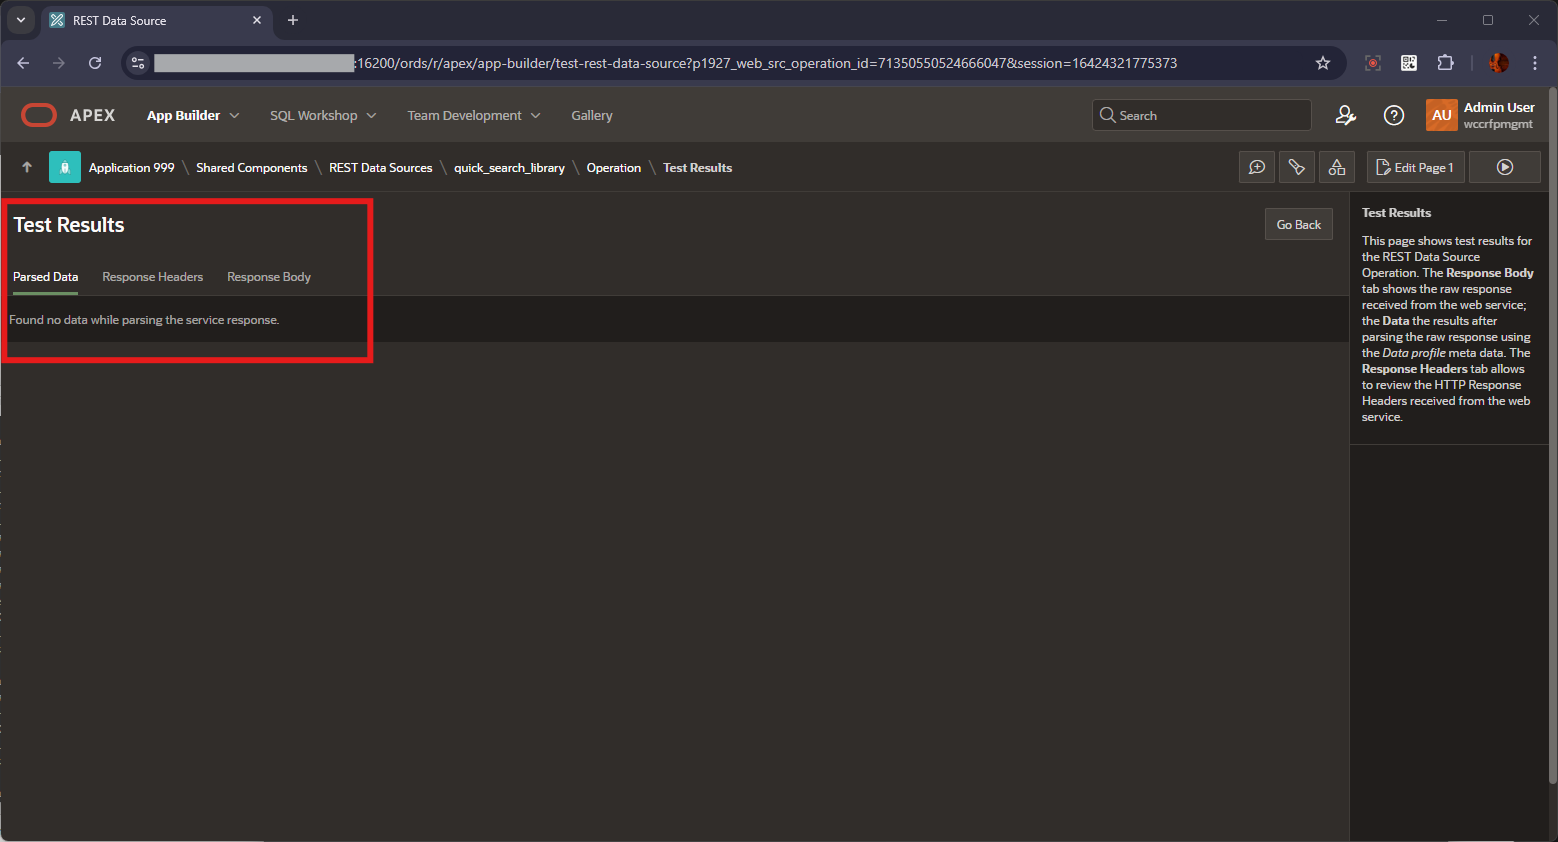 REST Data Source
:16200/ords/r/apex/app-builder/test-rest-data-source?p1927_web_src_operation_id=71350550524666047&session=16424321775373
APEX App Builder SQL Workshop Team Development Gallery Search AU Admin User
wccrfpmgmt
Application 999 \ Shared Components \ REST Data Sources \ quick_search_library \ Operation \ Test Results Edit Page 1
Test Results Go Back
Parsed Data Response Headers Response Body
Found no data while parsing the service response.
Test Results
This page shows test results for
the REST Data Source
Operation. The Response Body
tab shows the raw response
received from the web service;
the Data the results after
parsing the raw response using
the Data profile meta data. The
Response Headers tab allows
to review the HTTP Response
Headers received from the web
service.